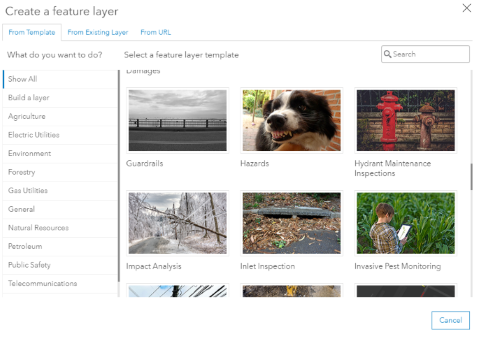 Create a feature layer
From Template From Existing Layer From URL
What do you want to do?
Select a feature layer template
Search
Show All
Build a layer
Agriculture
Electric Utilities
Environment
Forestry
Gas Utilities
General
Natural Resources
Petroleum
Public Safety
Telecommunications
Damages
Guardrails
Hazards
Hydrant Maintenance
Inspections
Impact Analysis
Inlet Inspection
Invasive Pest Monitoring
Cancel